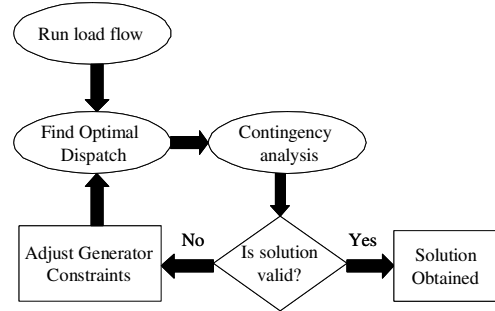 Run load flow
Find Optimal
Dispatch
Contingency
analysis
Is solution
valid?
No
Yes
Adjust Generator
Constraints
Solution
Obtained